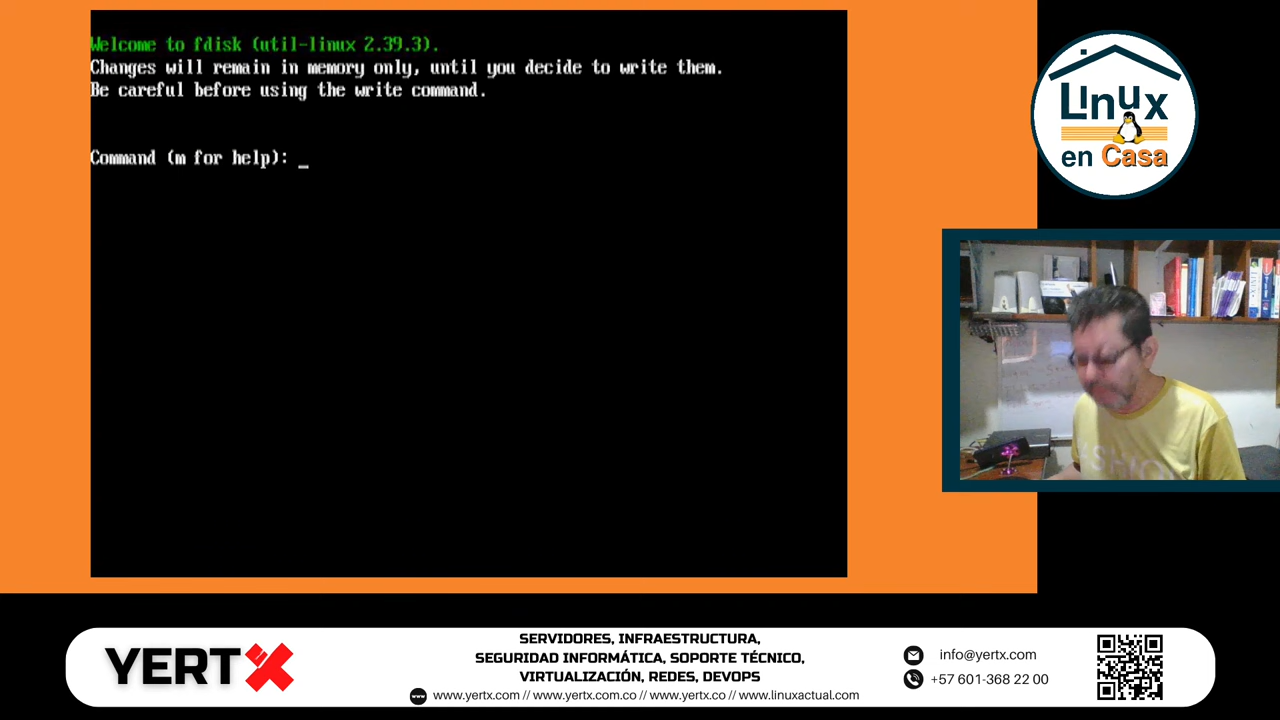 Welcome to fdisk (util-linux 2.39.3).
Changes will remain in memory only, until you decide to write them.
Be careful before using the write command.
Command (m for help): _
Linux
en Casa
YERTX
SERVIDORES, INFRAESTRUCTURA,
SEGURIDAD INFORMÁTICA, SOPORTE TÉCNICO,
VIRTUALIZACIÓN, REDES, DEVOPS
www.yertx.com // www.yertx.com.co // www.yertx.co // www.linuxactual.com
info@yertx.com
+57 601-368 22 00